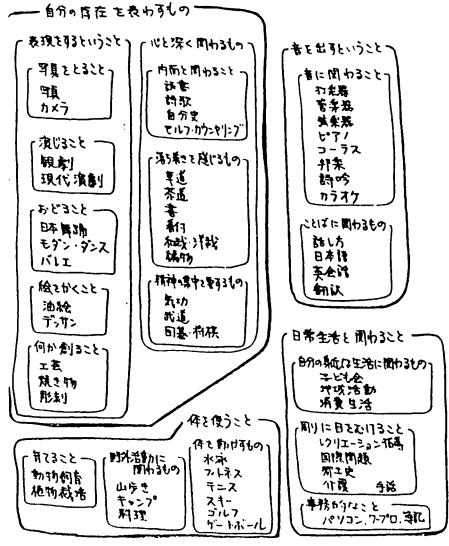 自分の存在を表わすもの
表現をするということ
写真をとること
写真
カメラ
演じること
観劇
現代演劇
おどること
日本舞踊
モダン・ダンス
バレエ
絵をかくこと
油絵
デッサン
何か創ること
工芸
焼き物
彫刻
心と深く関わるもの
内面と関わること
読書
詩歌
自分史
セルフ・カウンセリング
落ち着きを感じるもの
茶道
書
着付
和裁・洋裁
編物
精神の集中を要するもの
気功
武道
囲碁・将棋
音を出すということ
音に関わること
打楽器
管楽器
弦楽器
ピアノ
コーラス
邦楽
詩吟
カラオケ
ことばに関わるもの
話し方
日本語
英会話
翻訳
日常生活と関わること
自分の身近な生活に関わるもの
子ども会
地域活動
消費生活
周りに目をむけること
レクリエーション指導
国際問題
郷土史
介護 手話
事務的なこと
パソコン,ワープロ,簿記
体を使うこと
育てること
動物飼育
植物栽培
野外活動に
関わるもの
山歩き
キャンプ
料理
体を動かすもの
水泳
フィットネス
テニス
スキー
ゴルフ
ゲートボール